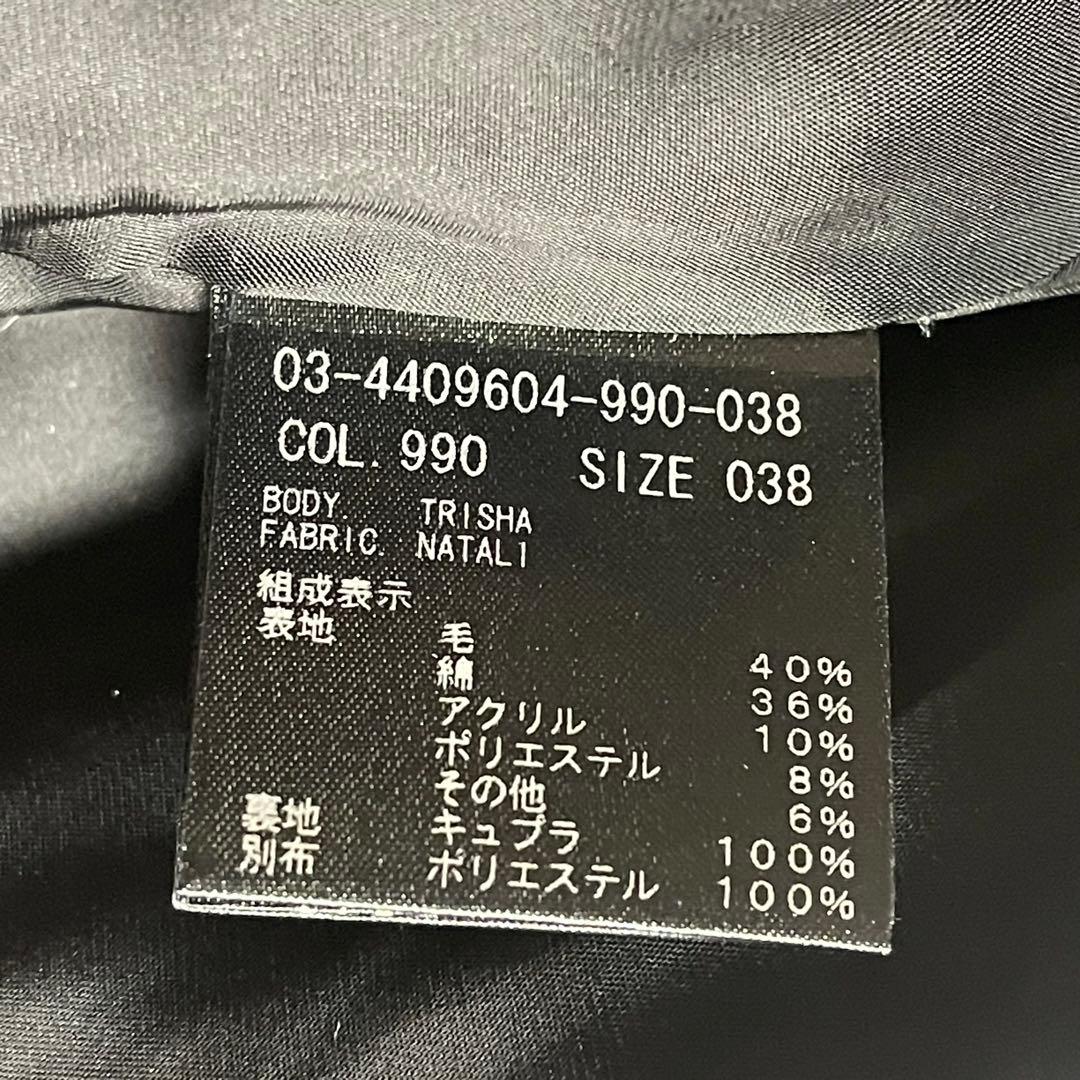 03-4409604-990-038
COL. 990 SIZE 038
BODY. TRISHA
FABRIC. NATALI
組成表示
表地 毛 40%
綿 36%
アクリル 10%
ポリエステル 8%
その他 6%
裏地 キュプラ 100%
別布 ポリエステル 100%